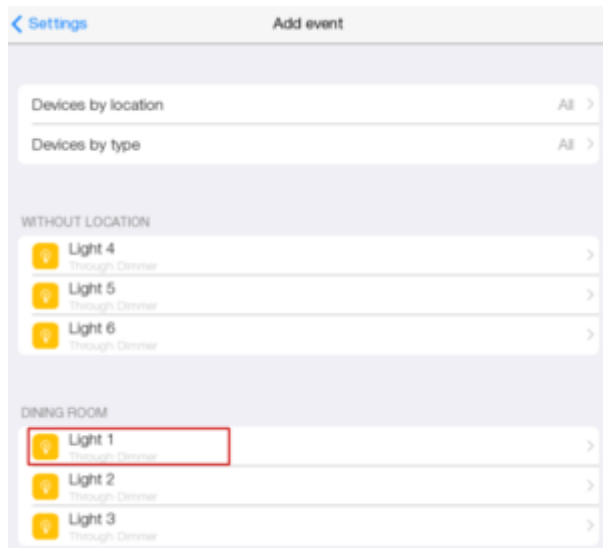 Settings
Add event
Devices by location All
Devices by type All
WITHOUT LOCATION
Light 4
Through Dimmer
Light 5
Through Dimmer
Light 6
Through Dimmer
DINING ROOM
Light 1
Through Dimmer
Light 2
Through Dimmer
Light 3
Through Dimmer